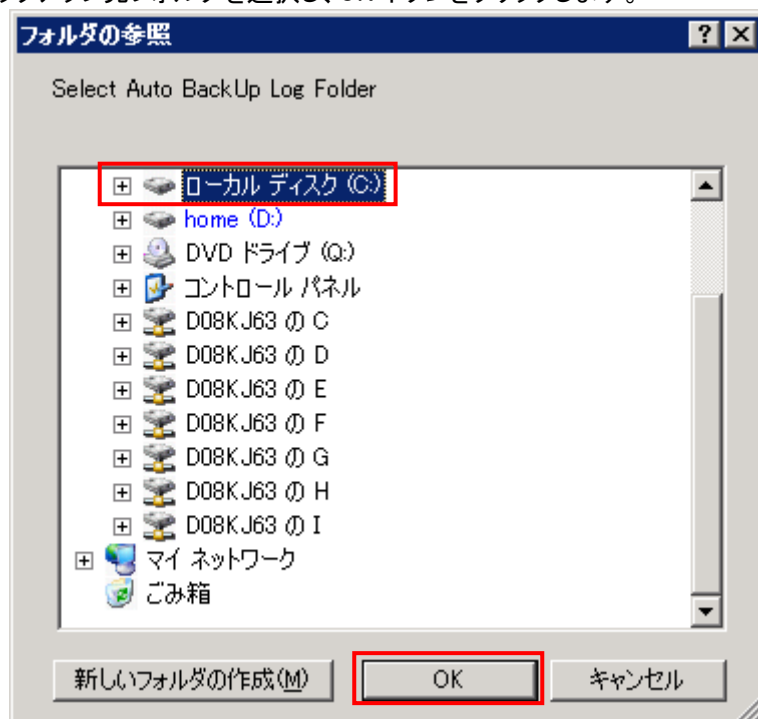 フォルダの参照
Select Auto BackUp Log Folder
ローカル ディスク (C:)
home (D:)
DVD ドライブ (Q:)
コントロール パネル
D08KJ63 の C
D08KJ63 の D
D08KJ63 の E
D08KJ63 の F
D08KJ63 の G
D08KJ63 の H
D08KJ63 の I
マイ ネットワーク
ごみ箱
新しいフォルダの作成(M) OK キャンセル